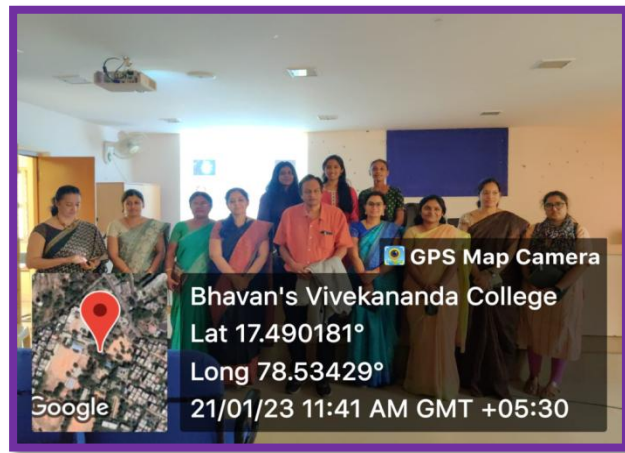 GPS Map Camera
Bhavan's Vivekananda College
Lat 17.490181°
Long 78.53429°
21/01/23 11:41 AM GMT +05:30
Google